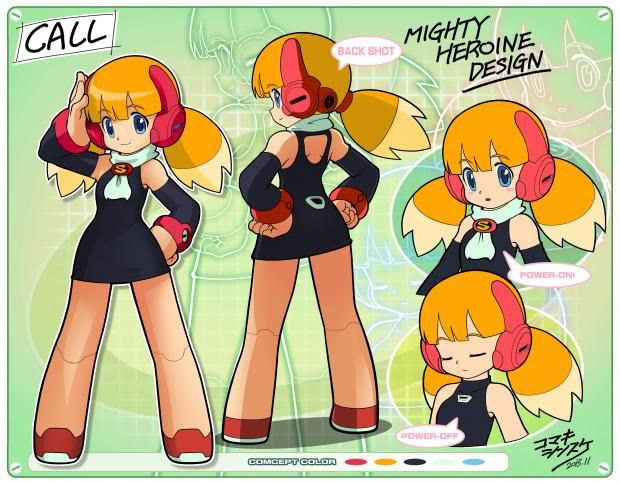 CALL
MIGHTY
HEROINE
DESIGN
BACK SHOT
POWER-ON!
POWER-OFF
コマキ
シンスケ
2013.11
COMCEPT COLOR